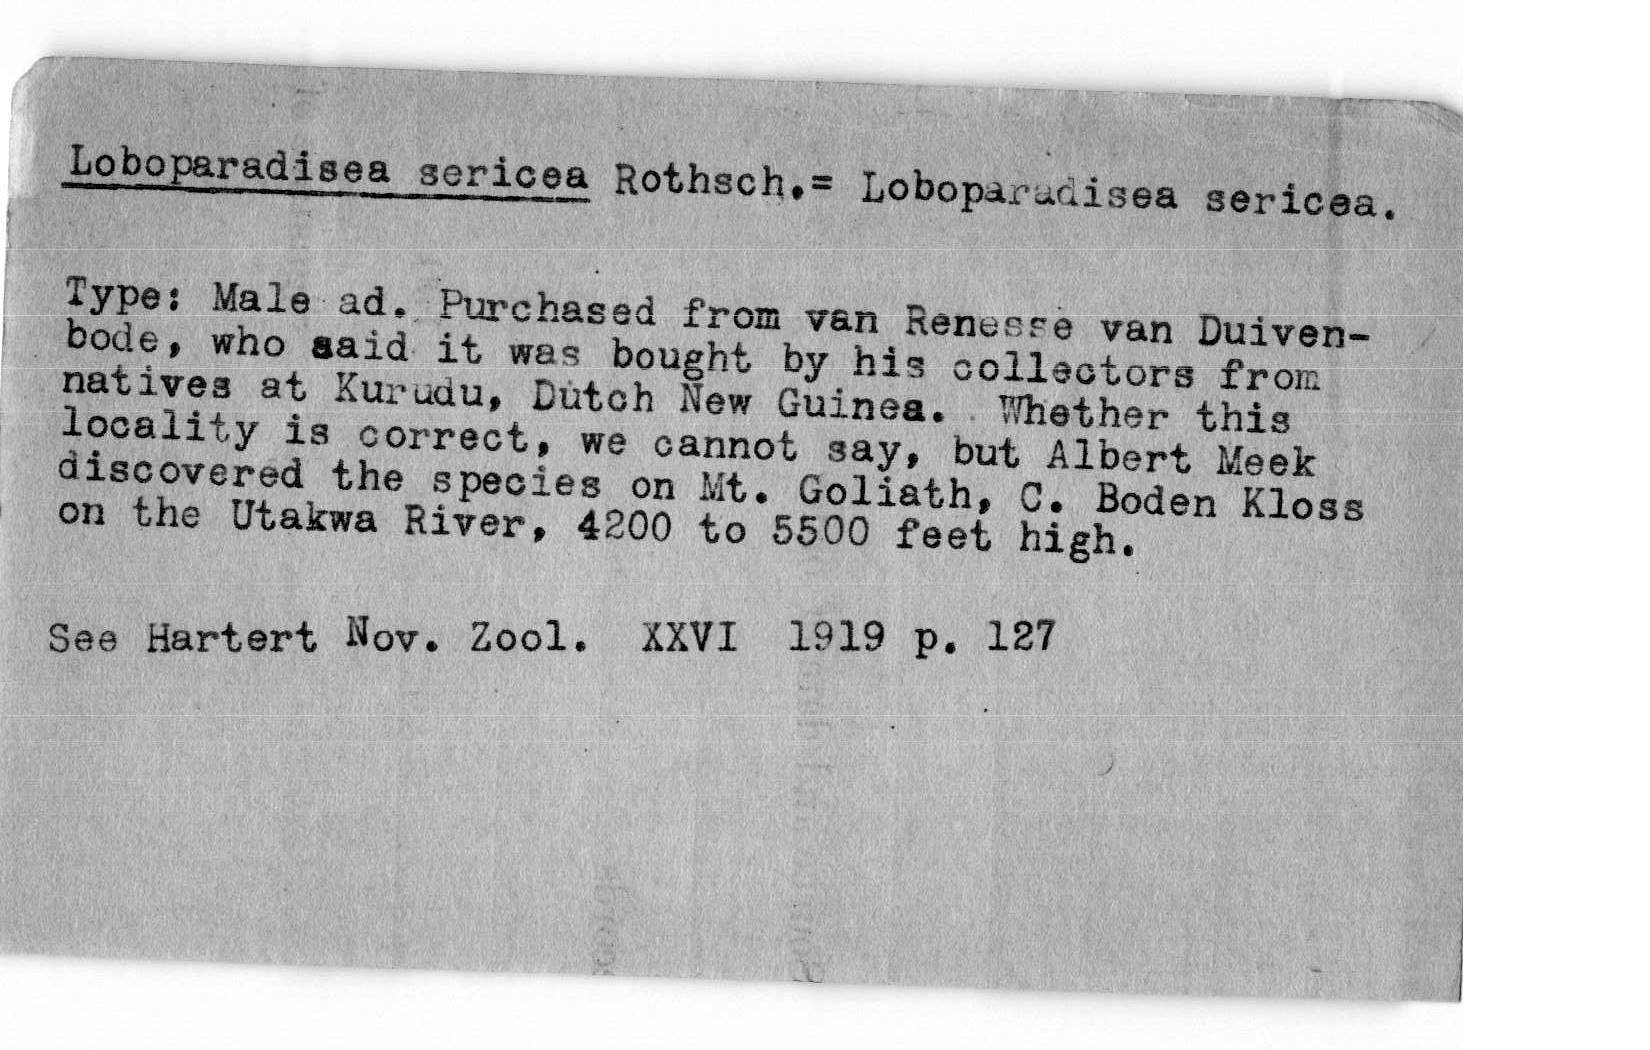 Loboparadisea sericea Rothsch.= Loboparadisea sericea.
Type: Male ad. Purchased from van Renesse van Duiven-
bode, who said it was bought by his collectors from
natives at Kurudu, Dutch New Guinea. Whether this
locality is correct, we cannot say, but Albert Meek
discovered the species on Mt. Goliath, C. Boden Kloss
on the Utakwa River, 4200 to 5500 feet high.
See Hartert Nov. Zool. XXVI 1919 p. 127